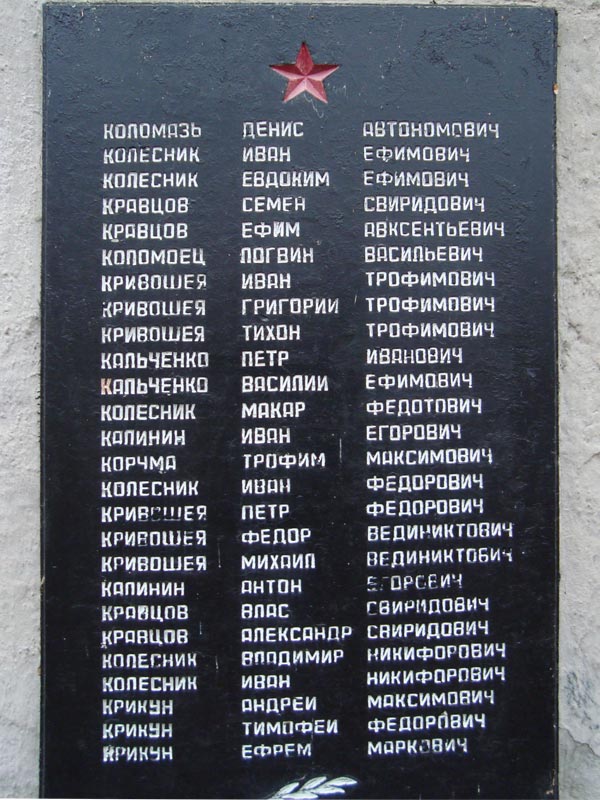 КОЛОМАЗЬ ДЕНИС АВТОНОМОВИЧ
КОЛЕСНИК ИВАН ЕФИМОВИЧ
КОЛЕСНИК ЕВДОКИМ ЕФИМОВИЧ
КРАВЦОВ СЕМЕН СВИРИДОВИЧ
КРАВЦОВ ЕФИМ АВКСЕНТЬЕВИЧ
КОЛОМОЕЦ ЛОГВИН ВАСИЛЬЕВИЧ
КРИВОШЕЯ ИВАН ТРОФИМОВИЧ
КРИВОШЕЯ ГРИГОРИИ ТРОФИМОВИЧ
КРИВОШЕЯ ТИХОН ТРОФИМОВИЧ
КАЛЬЧЕНКО ПЕТР ИВАНОВИЧ
КАЛЬЧЕНКО ВАСИЛИИ ЕФИМОВИЧ
КОЛЕСНИК МАКАР ФЕДОТОВИЧ
КАЛИНИН ИВАН ЕГОРОВИЧ
КОРЧМА ТРОФИМ МАКСИМОВИЧ
КОЛЕСНИК ИВАН ФЕДОРОВИЧ
КРИВОШЕЯ ПЕТР ФЕДОРОВИЧ
КРИВОШЕЯ ФЕДОР ВЕДИНИКТОВИЧ
КРИВОШЕЯ МИХАИЛ ВЕДИНИКТОВИЧ
КАЛИНИН АНТОН ЕГОРОВИЧ
КРАВЦОВ ВЛАС СВИРИДОВИЧ
КРАВЦОВ АЛЕКСАНДР СВИРИДОВИЧ
КОЛЕСНИК ВЛАДИМИР НИКИФОРОВИЧ
КОЛЕСНИК ИВАН НИКИФОРОВИЧ
КРИКУН АНДРЕИ МАКСИМОВИЧ
КРИКУН ТИМОФЕИ ФЕДОРОВИЧ
КРИКУН ЕФРЕМ МАРКОВИЧ